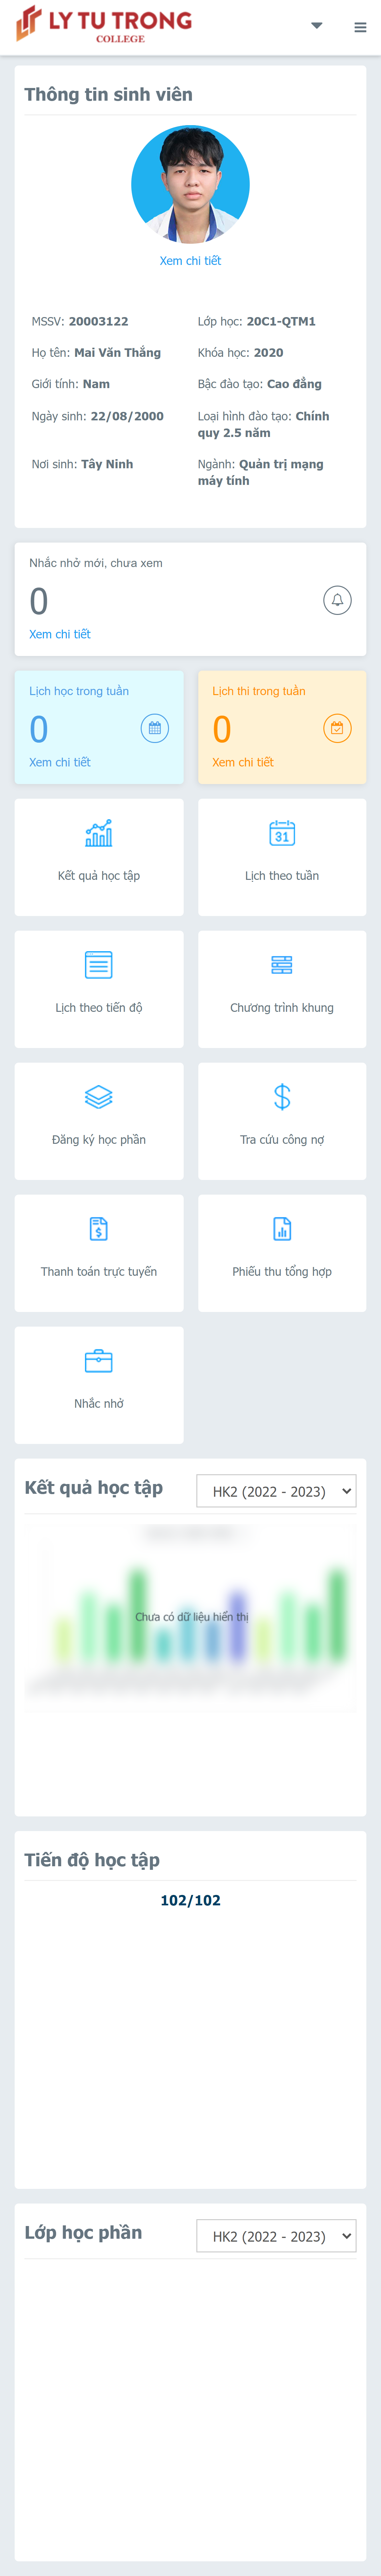 LY TU TRONG
COLLEGE
Thông tin sinh viên
Xem chi tiết
MSSV: 20003122
Lớp học: 20C1-QTM1
Họ tên: Mai Văn Thắng
Khóa học: 2020
Giới tính: Nam
Bậc đào tạo: Cao đẳng
Ngày sinh: 22/08/2000
Loại hình đào tạo: Chính
quy 2.5 năm
Nơi sinh: Tây Ninh
Ngành: Quản trị mạng
máy tính
Nhắc nhở mới, chưa xem
0
Xem chi tiết
Lịch học trong tuần
0
Xem chi tiết
Lịch thi trong tuần
0
Xem chi tiết
Kết quả học tập
31
Lịch theo tuần
Lịch theo tiến độ
Chương trình khung
Đăng ký học phần
$
Tra cứu công nợ
$
Thanh toán trực tuyến
Phiếu thu tổng hợp
Nhắc nhở
Kết quả học tập
HK2 (2022 - 2023)
Chưa có dữ liệu hiển thị
Tiến độ học tập
102/102
Lớp học phần
HK2 (2022 - 2023)